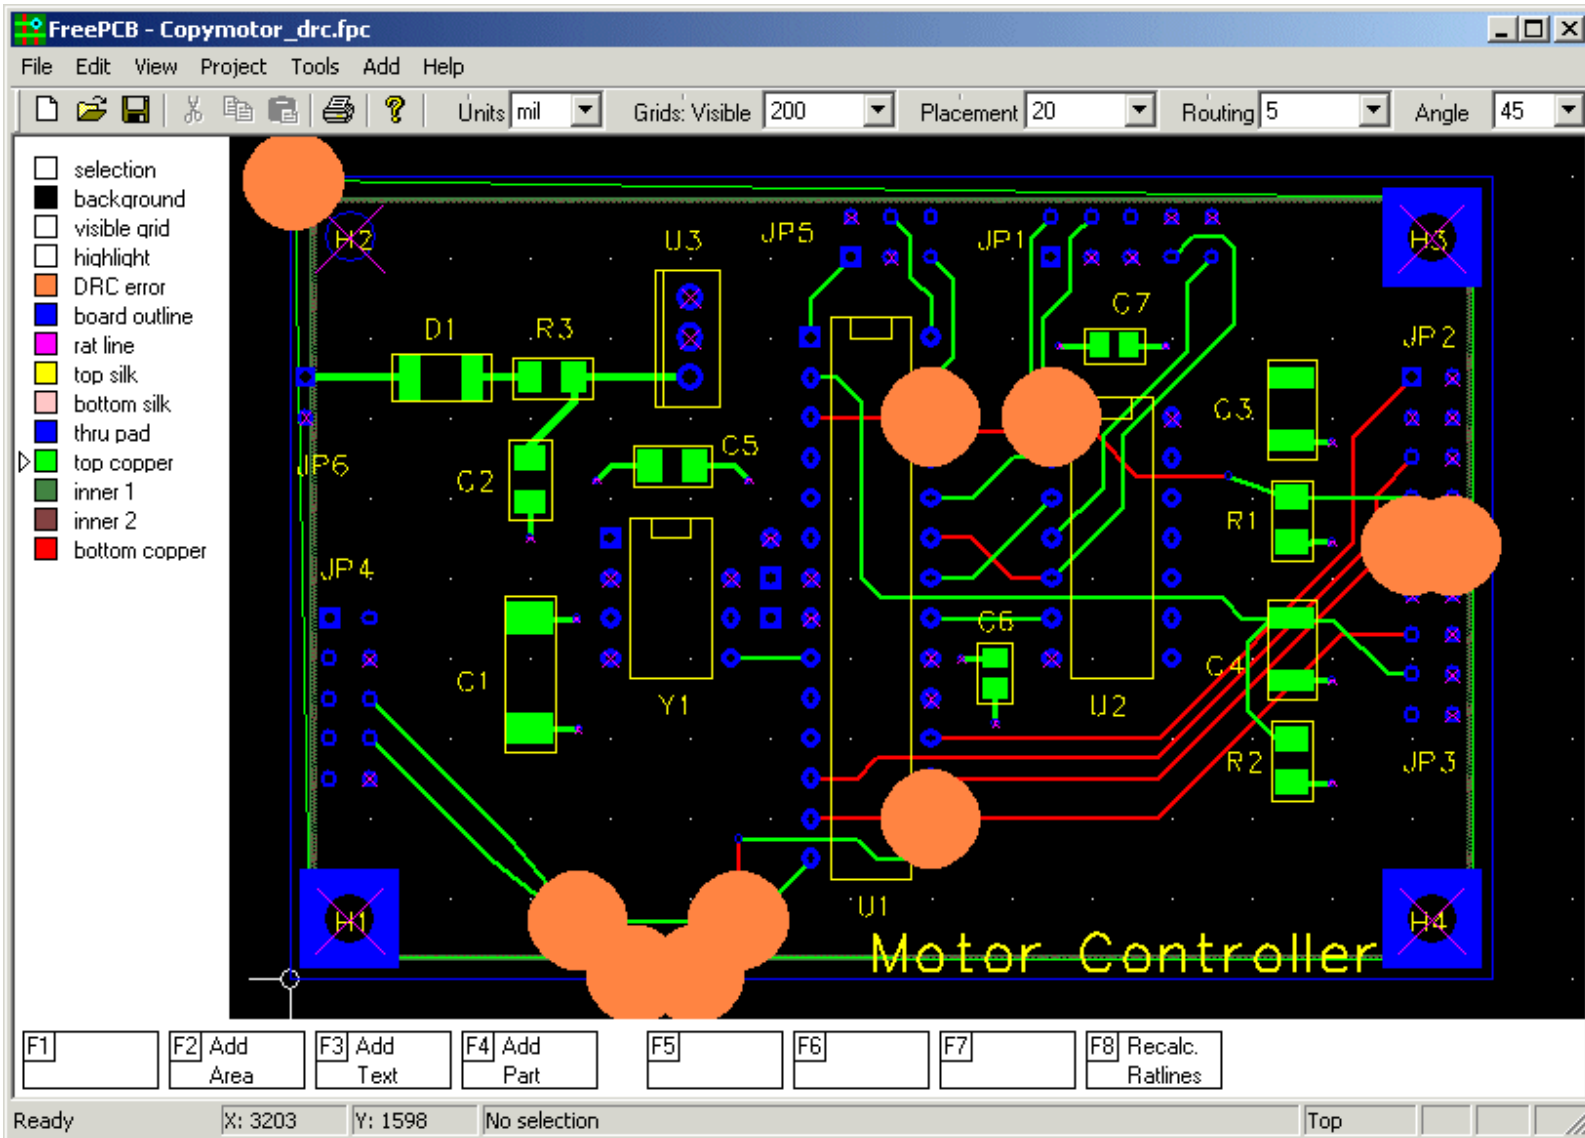 FreePCB - Copymotor_drc.fpc
File Edit View Project Tools Add Help
Units mil Grids: Visible 200 Placement 20 Routing 5 Angle 45
selection
background
visible grid
highlight
DRC error
board outline
rat line
top silk
bottom silk
thru pad
top copper
inner 1
inner 2
bottom copper
H2 U3 JP5 JP1 H3
C7
D1 R3 JP2
C3
C5
JP6 C2
R1
JP4
C6
C4
C1 Y1 U2
R2 JP3
H1 U1 H4
Motor Controller
F1 F2 Add Area F3 Add Text F4 Add Part F5 F6 F7 F8 Recalc. Ratlines
Ready X: 3203 Y: 1598 No selection Top